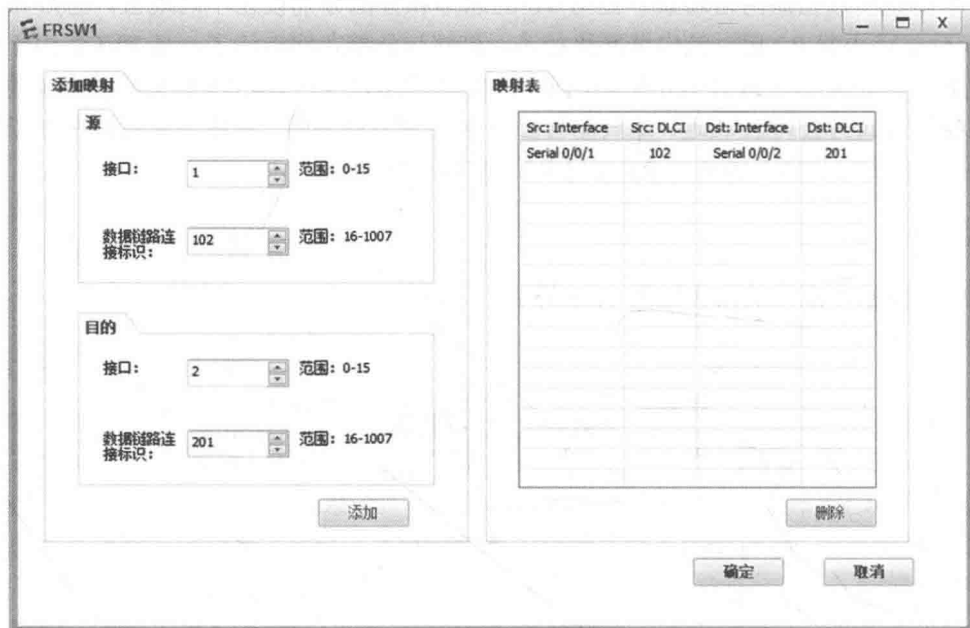 FRSW1
添加映射
源
接口：
1
范围：0-15
数据链路连
接标识：
102
范围：16-1007
目的
接口：
2
范围：0-15
数据链路连
接标识：
201
范围：16-1007
添加
映射表
Src: Interface Src: DLCI Dst: Interface Dst: DLCI
Serial 0/0/1 102 Serial 0/0/2 201
删除
确定
取消